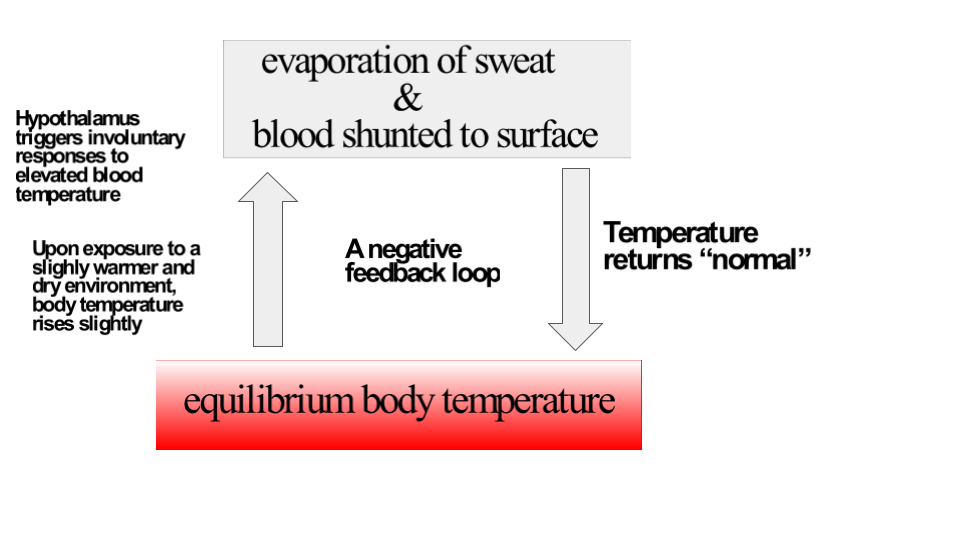 evaporation of sweat
&
blood shunted to surface
Hypothalamus
triggers involuntary
responses to
elevated blood
temperature
Upon exposure to a
slighly warmer and
dry environment,
body temperature
rises slightly
A negative
feedback loop
Temperature
returns “normal”
equilibrium body temperature